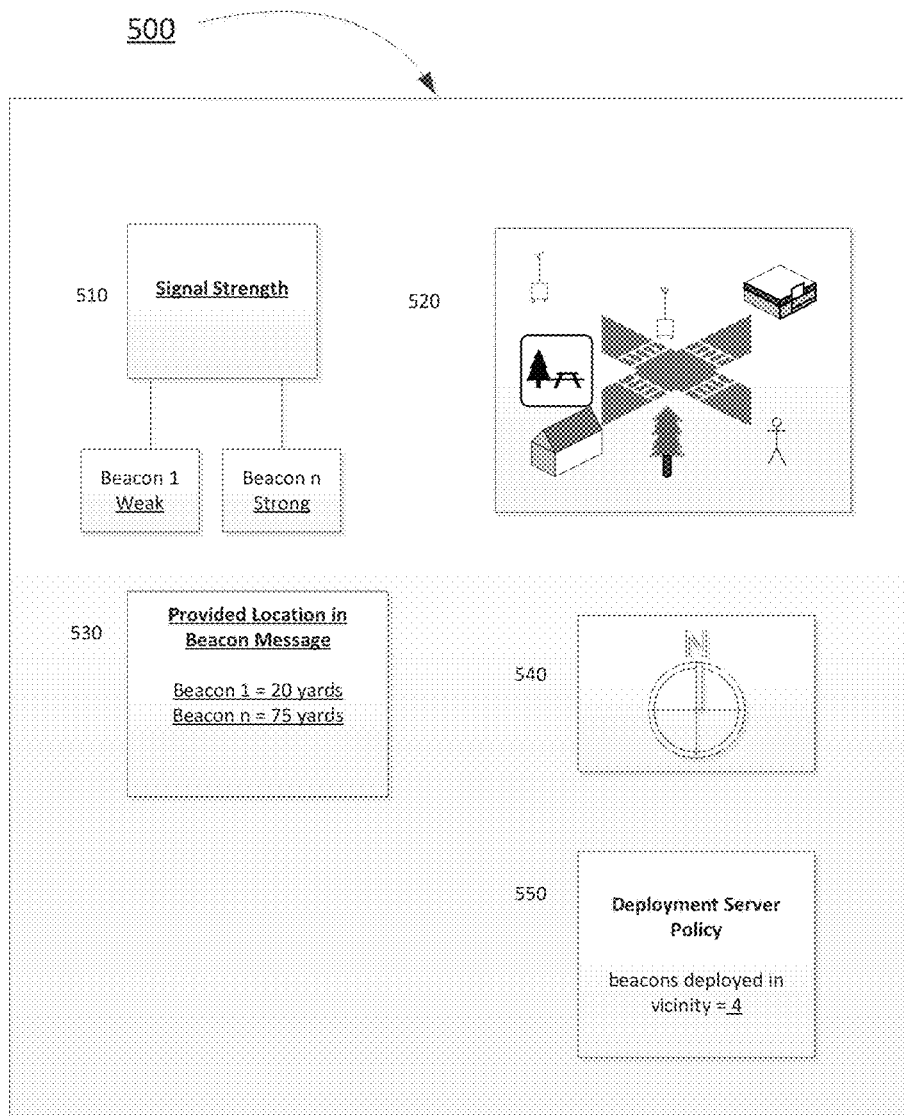 500
510
Signal Strength
Beacon 1
Weak
Beacon n
Strong
520
530
Provided Location in
Beacon Message
Beacon 1 = 20 yards
Beacon n = 75 yards
540
N
550
Deployment Server
Policy
beacons deployed in
vicinity = 4